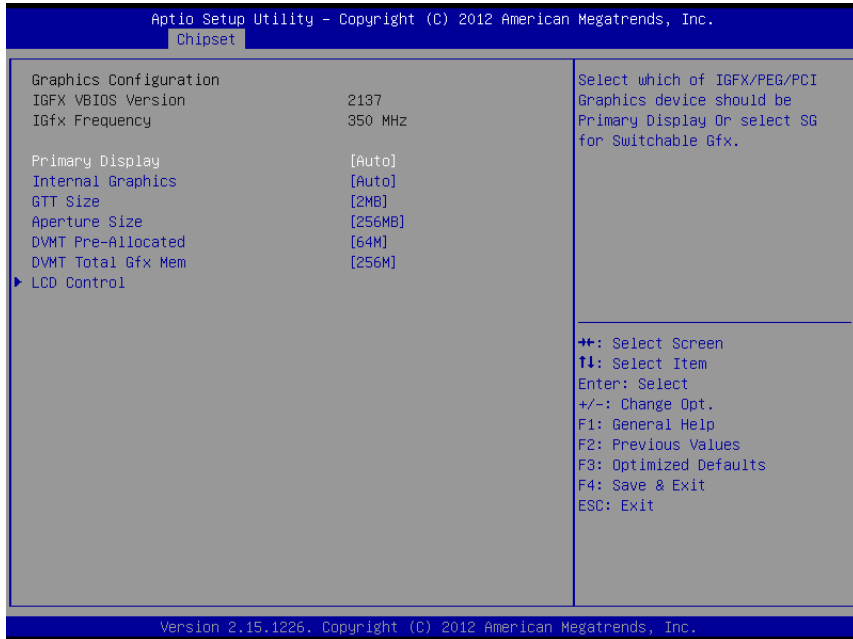 Aptio Setup Utility – Copyright (C) 2012 American Megatrends, Inc.
Chipset
Graphics Configuration
IGFX VBIOS Version 2137
IGfx Frequency 350 MHz
Primary Display [Auto]
Internal Graphics [Auto]
GTT Size [2MB]
Aperture Size [256MB]
DVMT Pre-Allocated [64M]
DVMT Total Gfx Mem [256M]
LCD Control
Select which of IGFX/PEG/PCI
Graphics device should be
Primary Display Or select SG
for Switchable Gfx.
→←: Select Screen
↑↓: Select Item
Enter: Select
+/-: Change Opt.
F1: General Help
F2: Previous Values
F3: Optimized Defaults
F4: Save & Exit
ESC: Exit
Version 2.15.1226. Copyright (C) 2012 American Megatrends, Inc.